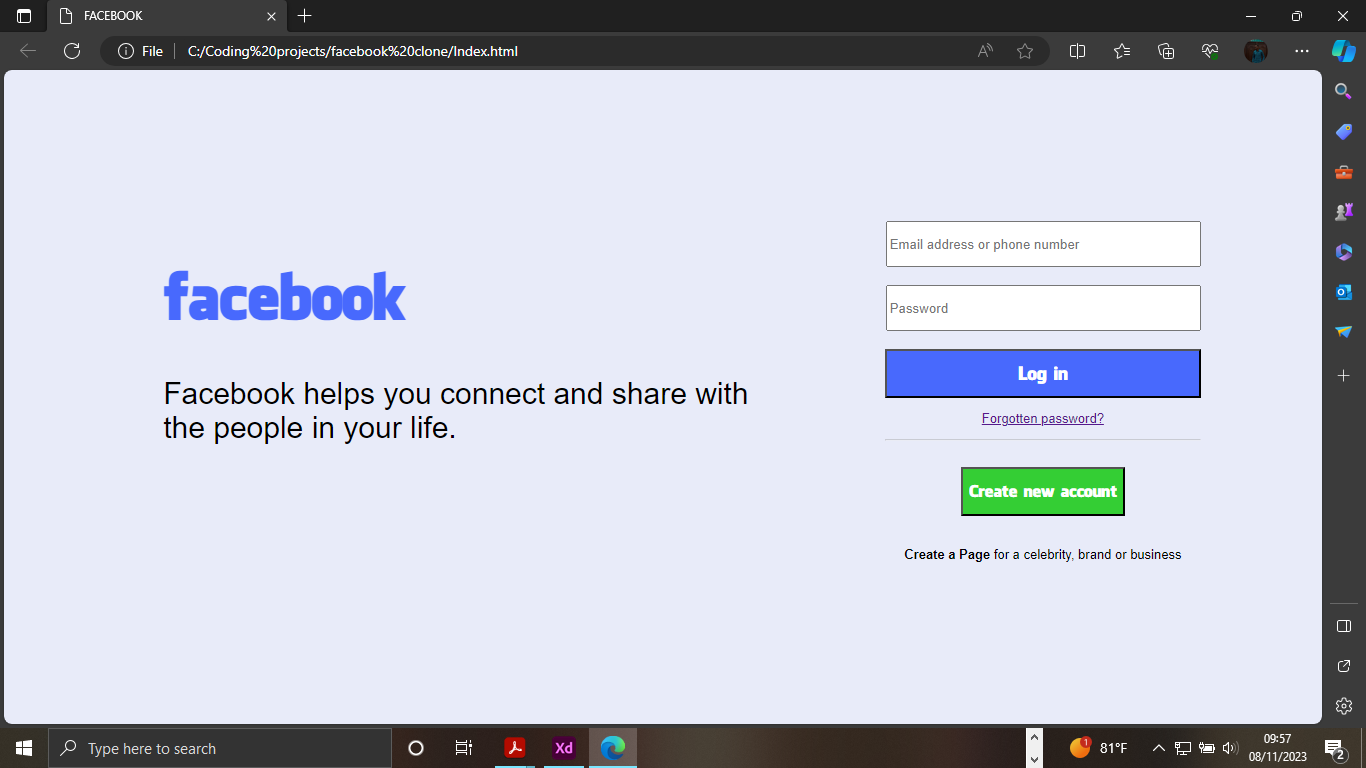 FACEBOOK
File
C:/Coding%20projects/facebook%20clone/Index.html
facebook
Facebook helps you connect and share with
the people in your life.
Email address or phone number
Password
Log in
Forgotten password?
Create new account
Create a Page for a celebrity, brand or business
Type here to search
Xd
1
81°F
09:57
08/11/2023
2